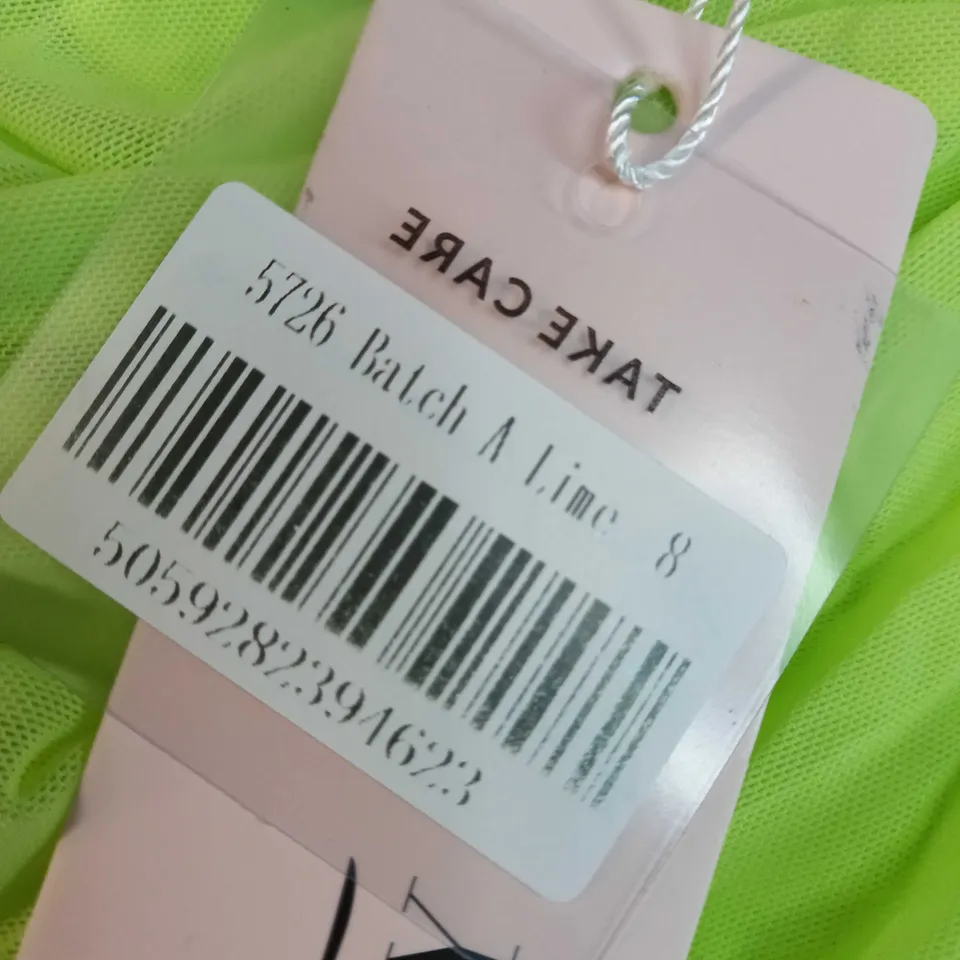 TAKE CARE
5726 Batch A Lime 8
5059282394623